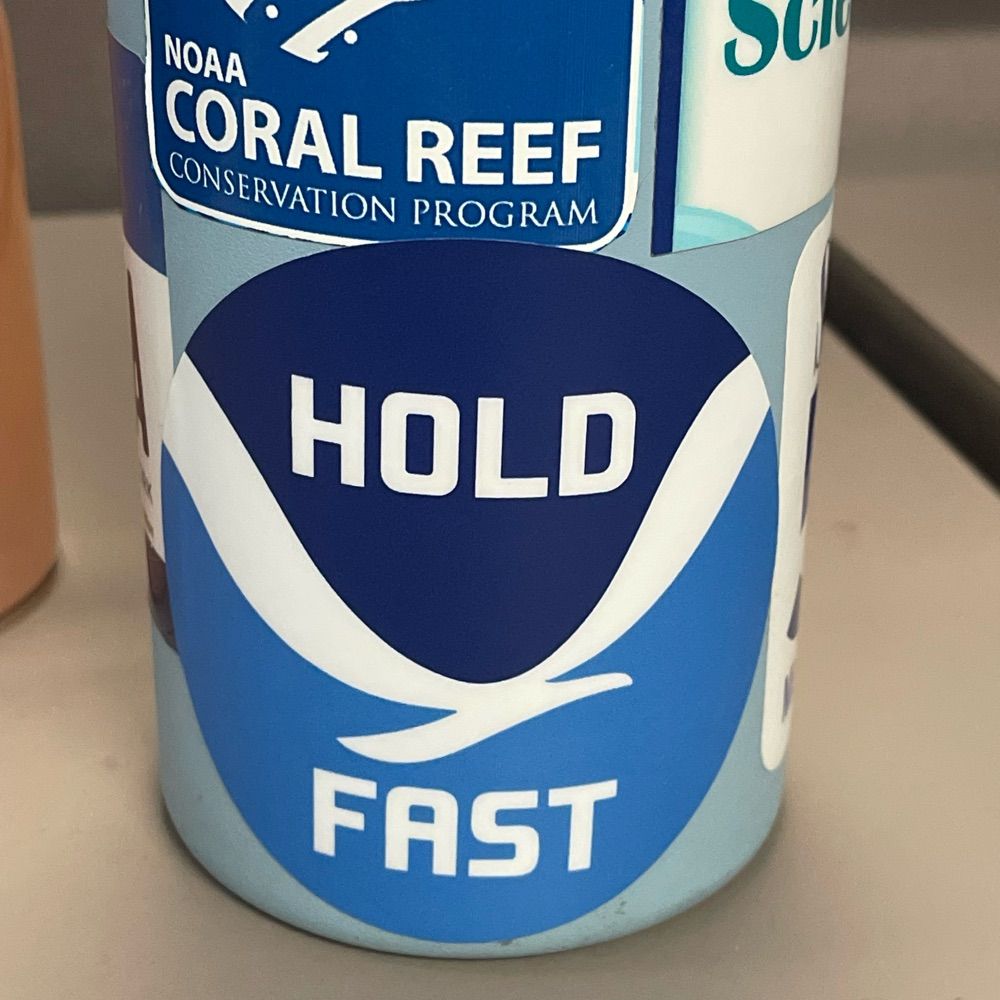 NOAA
CORAL REEF
CONSERVATION PROGRAM
HOLD
FAST